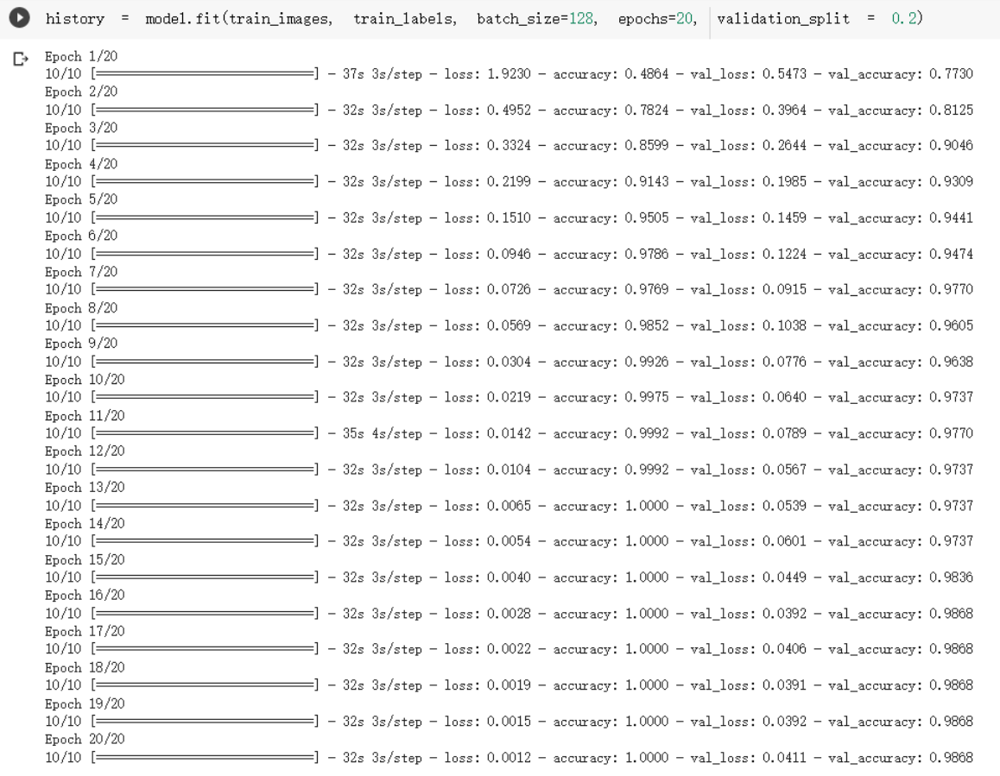 history = model.fit(train_images, train_labels, batch_size=128, epochs=20, validation_split = 0.2)
Epoch 1/20
10/10 [==============================] - 37s 3s/step - loss: 1.9230 - accuracy: 0.4864 - val_loss: 0.5473 - val_accuracy: 0.7730
Epoch 2/20
10/10 [==============================] - 32s 3s/step - loss: 0.4952 - accuracy: 0.7824 - val_loss: 0.3964 - val_accuracy: 0.8125
Epoch 3/20
10/10 [==============================] - 32s 3s/step - loss: 0.3324 - accuracy: 0.8599 - val_loss: 0.2644 - val_accuracy: 0.9046
Epoch 4/20
10/10 [==============================] - 32s 3s/step - loss: 0.2199 - accuracy: 0.9143 - val_loss: 0.1985 - val_accuracy: 0.9309
Epoch 5/20
10/10 [==============================] - 32s 3s/step - loss: 0.1510 - accuracy: 0.9505 - val_loss: 0.1459 - val_accuracy: 0.9441
Epoch 6/20
10/10 [==============================] - 32s 3s/step - loss: 0.0946 - accuracy: 0.9786 - val_loss: 0.1224 - val_accuracy: 0.9474
Epoch 7/20
10/10 [==============================] - 32s 3s/step - loss: 0.0726 - accuracy: 0.9769 - val_loss: 0.0915 - val_accuracy: 0.9770
Epoch 8/20
10/10 [==============================] - 32s 3s/step - loss: 0.0569 - accuracy: 0.9852 - val_loss: 0.1038 - val_accuracy: 0.9605
Epoch 9/20
10/10 [==============================] - 32s 3s/step - loss: 0.0304 - accuracy: 0.9926 - val_loss: 0.0776 - val_accuracy: 0.9638
Epoch 10/20
10/10 [==============================] - 32s 3s/step - loss: 0.0219 - accuracy: 0.9975 - val_loss: 0.0640 - val_accuracy: 0.9737
Epoch 11/20
10/10 [==============================] - 35s 4s/step - loss: 0.0142 - accuracy: 0.9992 - val_loss: 0.0789 - val_accuracy: 0.9770
Epoch 12/20
10/10 [==============================] - 32s 3s/step - loss: 0.0104 - accuracy: 0.9992 - val_loss: 0.0567 - val_accuracy: 0.9737
Epoch 13/20
10/10 [==============================] - 32s 3s/step - loss: 0.0065 - accuracy: 1.0000 - val_loss: 0.0539 - val_accuracy: 0.9737
Epoch 14/20
10/10 [==============================] - 32s 3s/step - loss: 0.0054 - accuracy: 1.0000 - val_loss: 0.0601 - val_accuracy: 0.9737
Epoch 15/20
10/10 [==============================] - 32s 3s/step - loss: 0.0040 - accuracy: 1.0000 - val_loss: 0.0449 - val_accuracy: 0.9836
Epoch 16/20
10/10 [==============================] - 32s 3s/step - loss: 0.0028 - accuracy: 1.0000 - val_loss: 0.0392 - val_accuracy: 0.9868
Epoch 17/20
10/10 [==============================] - 32s 3s/step - loss: 0.0022 - accuracy: 1.0000 - val_loss: 0.0406 - val_accuracy: 0.9868
Epoch 18/20
10/10 [==============================] - 32s 3s/step - loss: 0.0019 - accuracy: 1.0000 - val_loss: 0.0391 - val_accuracy: 0.9868
Epoch 19/20
10/10 [==============================] - 32s 3s/step - loss: 0.0015 - accuracy: 1.0000 - val_loss: 0.0392 - val_accuracy: 0.9868
Epoch 20/20
10/10 [==============================] - 32s 3s/step - loss: 0.0012 - accuracy: 1.0000 - val_loss: 0.0411 - val_accuracy: 0.9868